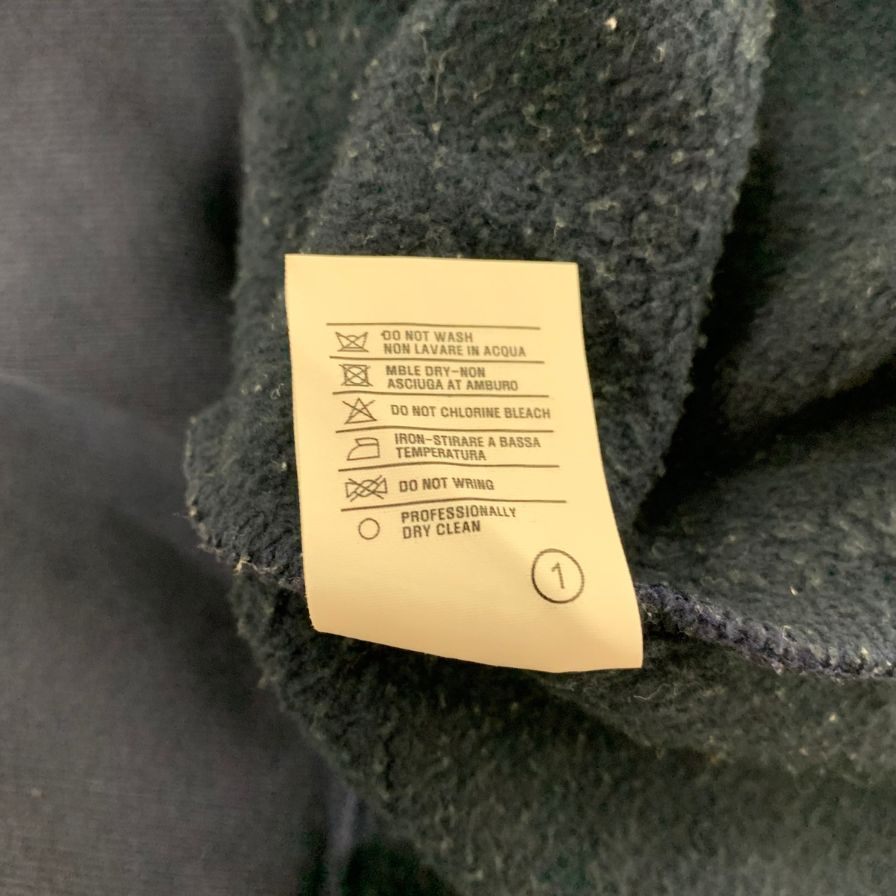 DO NOT WASH
NON LAVARE IN ACQUA
MBLE DRY-NON
ASCIUGA AT AMBURO
DO NOT CHLORINE BLEACH
IRON-STIRARE A BASSA
TEMPERATURA
DO NOT WRING
PROFESSIONALLY
DRY CLEAN
1